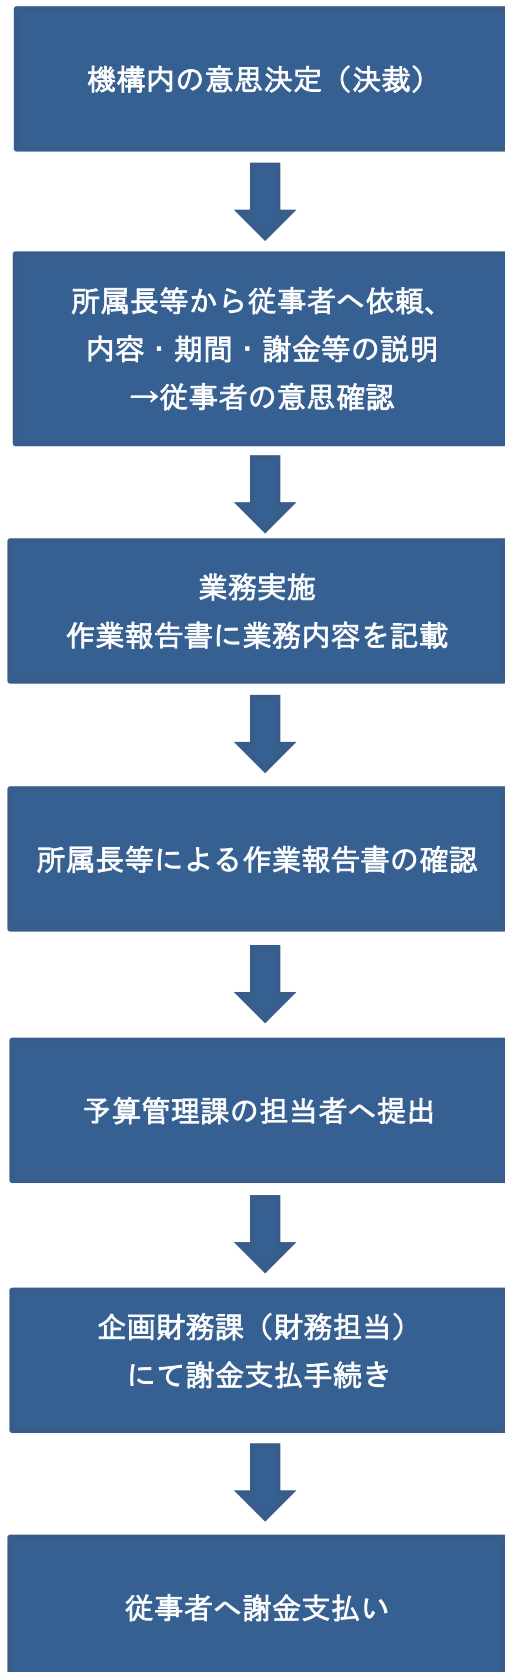 機構内の意思決定（決裁）
所属長等から従事者へ依頼、
内容・期間・謝金等の説明
→従事者の意思確認
業務実施
作業報告書に業務内容を記載
所属長等による作業報告書の確認
予算管理課の担当者へ提出
企画財務課（財務担当）
にて謝金支払手続き
従事者へ謝金支払い